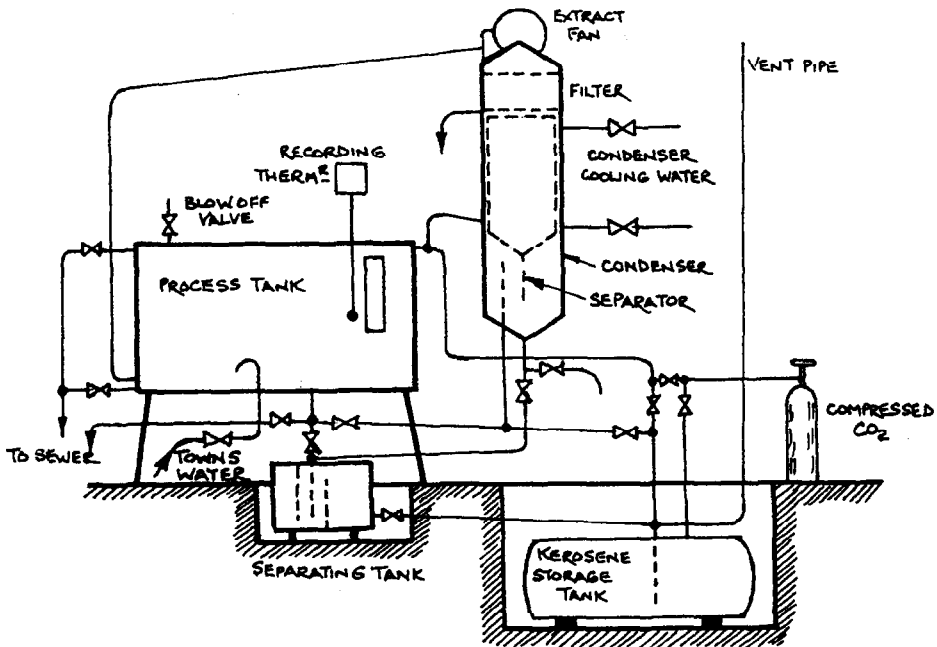 EXTRACT
FAN
VENT PIPE
FILTER
RECORDING
THERMR
CONDENSER
COOLING WATER
BLOW OFF
VALVE
PROCESS TANK
CONDENSER
SEPARATOR
COMPRESSED
CO2
TO SEWER
TOWNS
WATER
KEROSENE
STORAGE
TANK
SEPARATING TANK